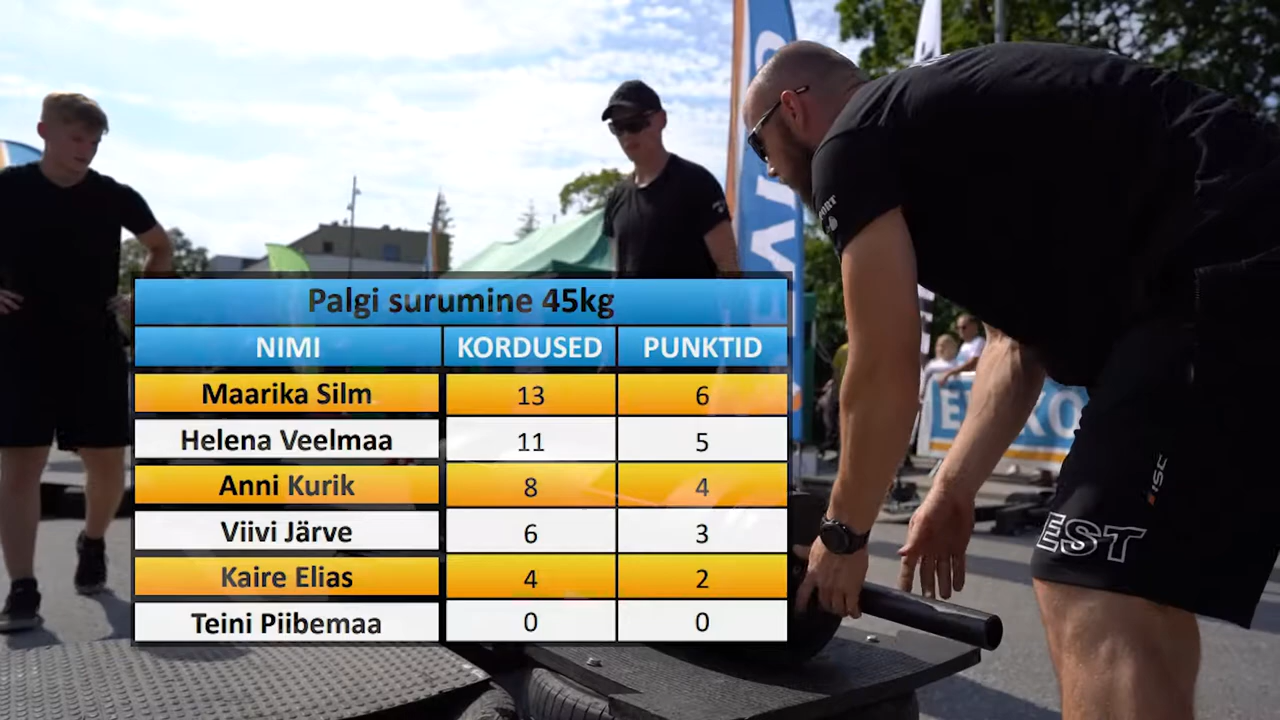 Palgi surumine 45kg
NIMI KORDUSED PUNKTID
Maarika Silm 13 6
Helena Veelmaa 11 5
Anni Kurik 8 4
Viivi Järve 6 3
Kaire Elias 4 2
Teini Piibemaa 0 0
ISC
EST